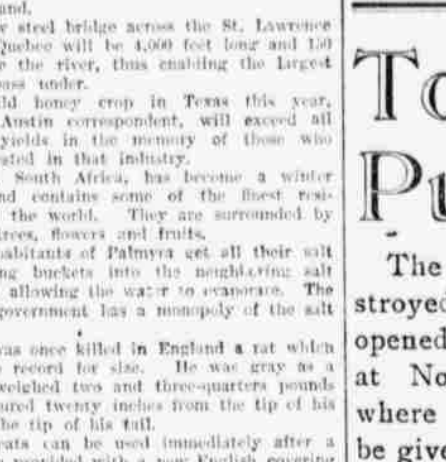 and.
steel bridge across the St. Lawrence
Quebec will be 4,000 feet long and 150
the river, thus enabling the largest
pass under.
honey crop in Texas this year,
Austin correspondent, will exceed all
yields in the memory of those who
ated in that industry.
South Africa, has become a winter
nd contains some of the finest resi-
the world. They are surrounded by
trees, flowers and fruits.
habitants of Palmyra get all their salt
ing buckets into the neighboring salt
allowing the water to evaporate. The
government has a monopoly of the salt
was once killed in England a rat which
record for size. He was gray as a
weighed two and three-quarters pounds
ured twenty inches from the tip of his
he tip of his tail.
can be used immediately after a
provided with a new English covering
To
Pu
The
stroyed
opened
at No
where
be give